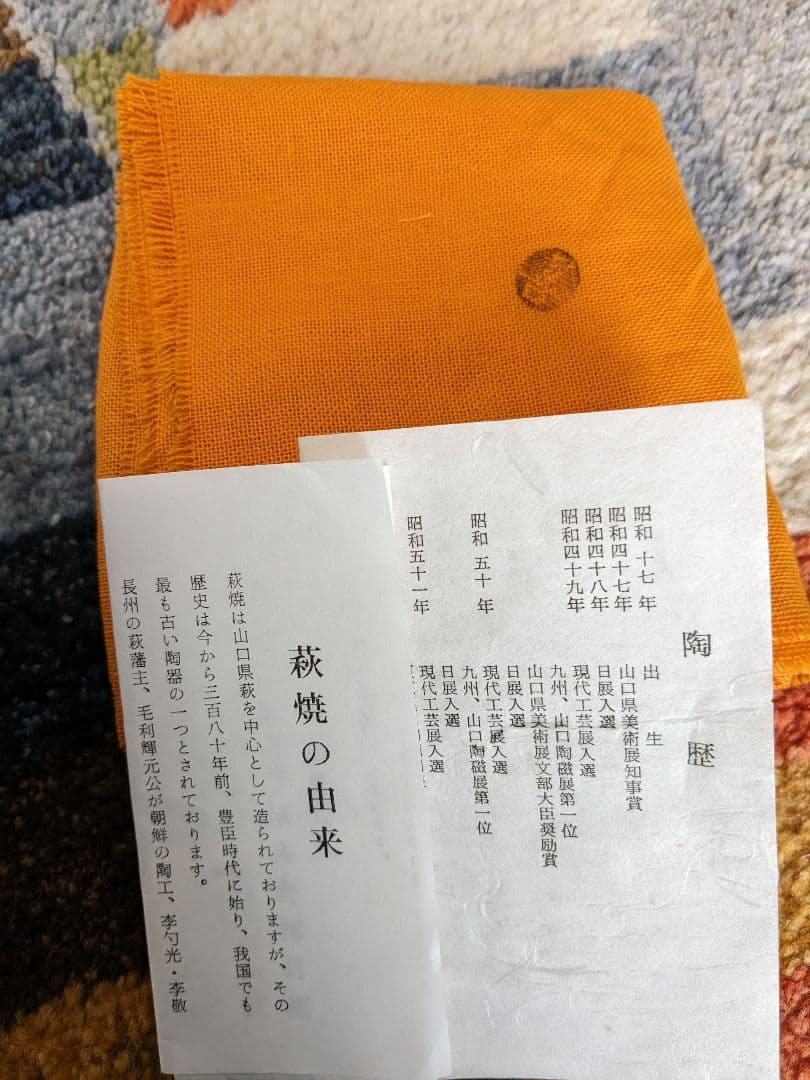 陶歴
昭和 十七 年
出生
昭和四十七年
山口県美術展知事賞
昭和四十八年
日展入選
昭和四十九年
現代工芸展入選
九州、山口陶磁展第一位
山口県美術展文部大臣奨励賞
日展入選
昭和 五十 年
現代工芸展入選
九州、山口陶磁展第一位
日展入選
昭和五十一年
現代工芸展入選
萩焼の由来
萩焼は山口県萩を中心として造られておりますが、その
歴史は今から三百八十年前、豊臣時代に始り、我国でも
最も古い陶器の一つとされております。
長州の萩藩主、毛利輝元公が朝鮮の陶工、李勺光・李敬